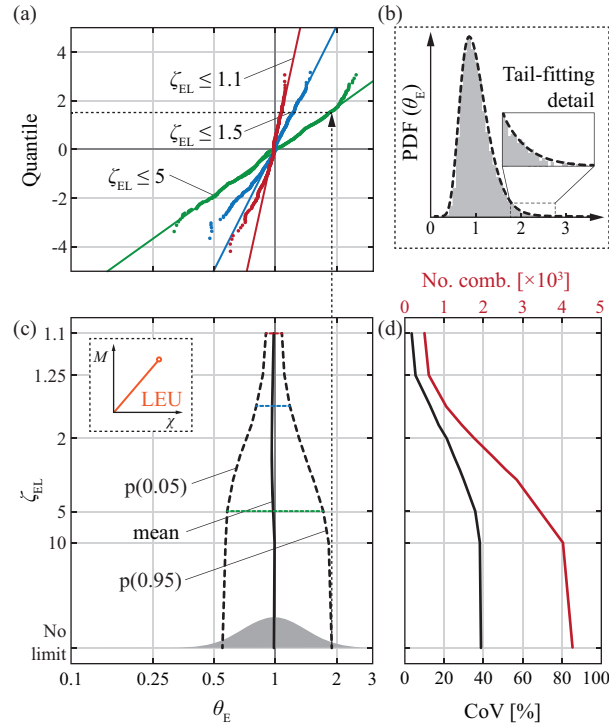 (a)
(b)
4
2
0
-2
-4
Quantile
ζEL ≤ 1.1
ζEL ≤ 1.5
ζEL ≤ 5
PDF (θE)
Tail-fitting
detail
0 1 2 3
No. comb. [×10³]
0 1 2 3 4 5
(c)
(d)
1.1
1.25
2
5
10
No
limit
ζEL
M
LEU
χ
p(0.05)
mean
p(0.95)
0.1 0.25 0.5 1 2 3
θE
0 20 40 60 80 100
CoV [%]